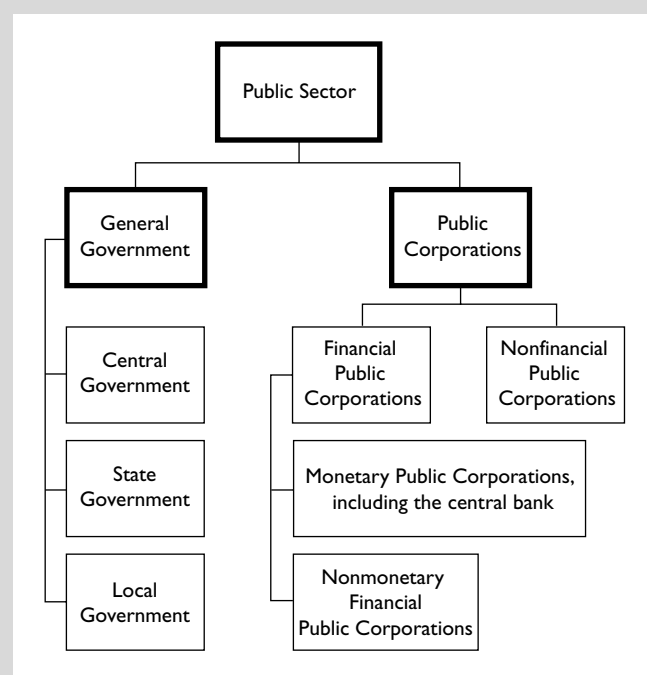 Public Sector
General
Government
Public
Corporations
Central
Government
Financial
Public
Corporations
Nonfinancial
Public
Corporations
State
Government
Monetary Public Corporations,
including the central bank
Local
Government
Nonmonetary
Financial
Public Corporations